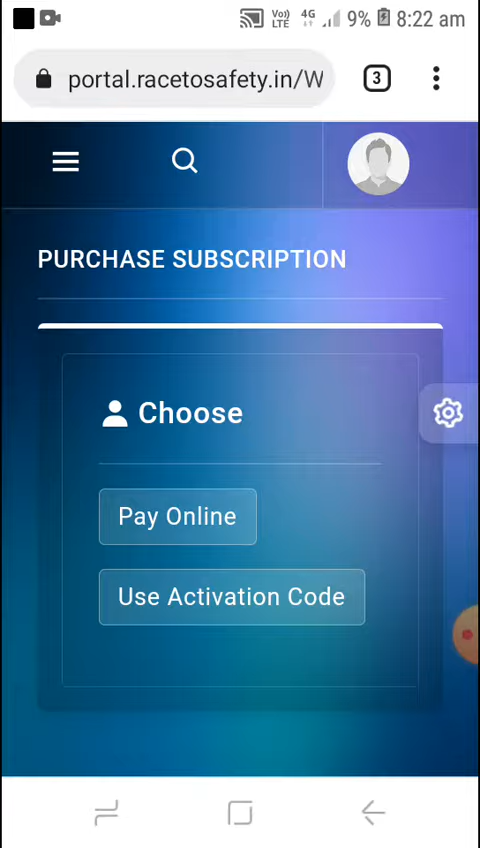 Vo)) LTE 4G 9% 8:22 am
portal.racetosafety.in/W 3
PURCHASE SUBSCRIPTION
Choose
Pay Online
Use Activation Code